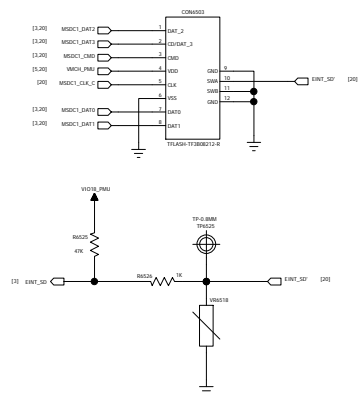 CON6503
[3,20] MSDC1_DAT2 1 DAT_2
[3,20] MSDC1_DAT3 2 CD/DAT_3
[3,20] MSDC1_CMD 3 CMD
[5,20] VMCH_PMU 4 VDD GND 9
[20] MSDC1_CLK_C 5 CLK SWA 10 EINT_SD' [20]
6 VSS SWB 11
[3,20] MSDC1_DAT0 7 DAT0 GND 12
[3,20] MSDC1_DAT1 8 DAT1
TFLASH-TF3B08212-R
VIO18_PMU
TP-0.8MM
TP6525
R6525
47K
R6526 1K
[3] EINT_SD EINT_SD' [20]
VR6518